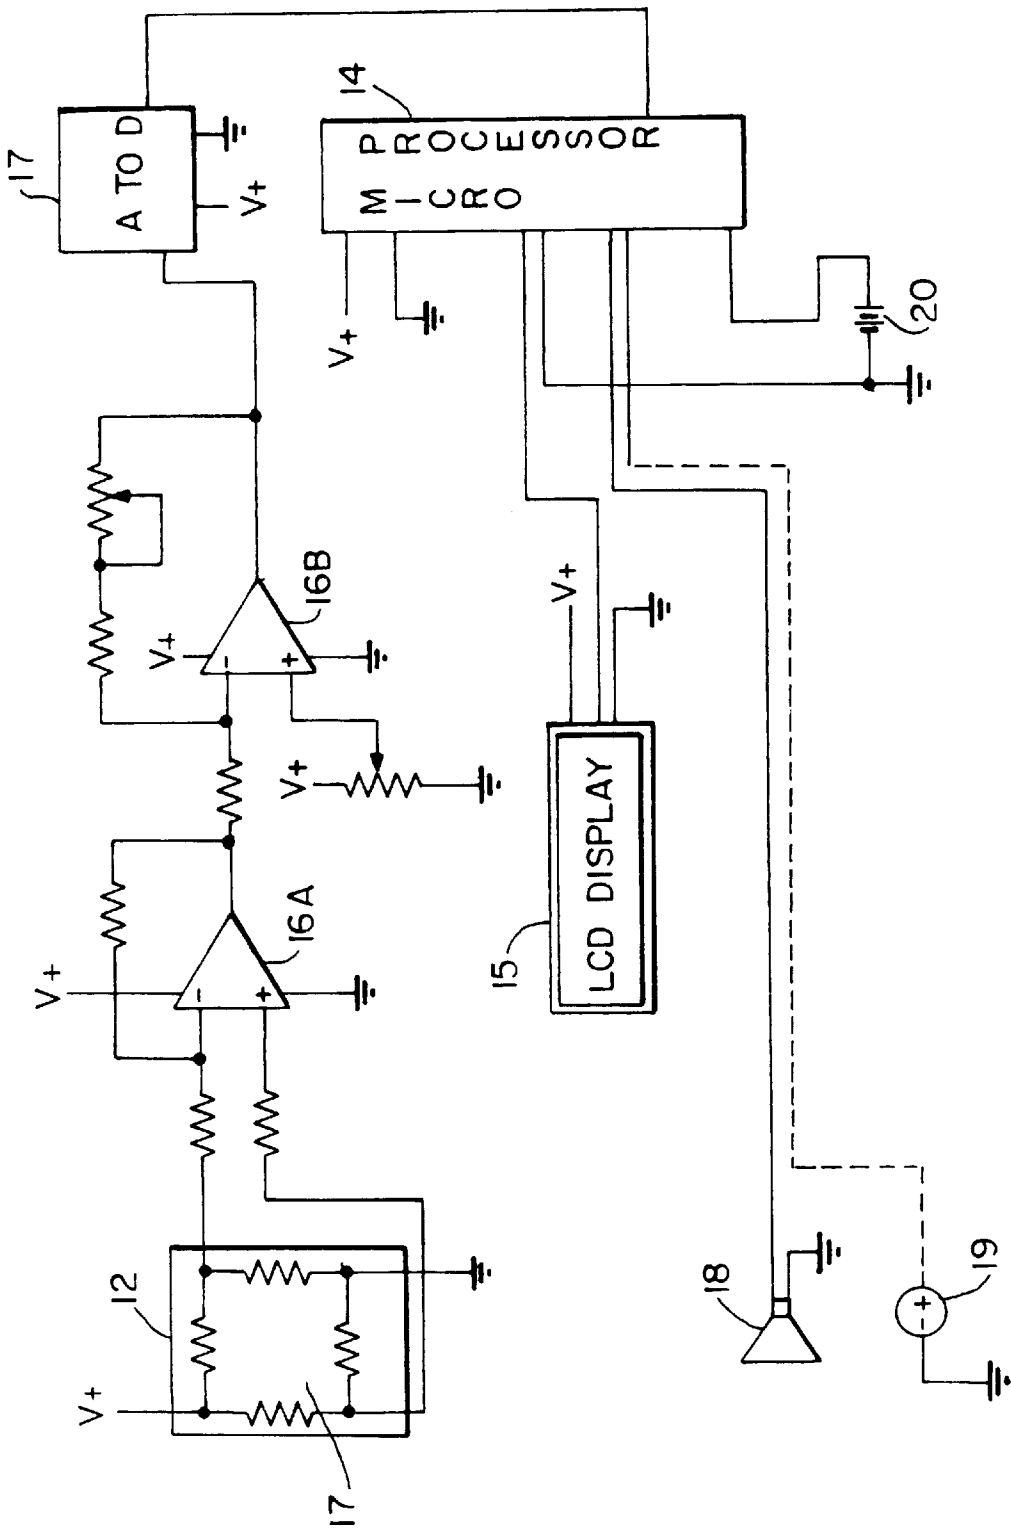 17
A TO D
V+
14
MICRO
PROCESSOR
V+
20
V+
16B
V+
V+
16A
V+
15
LCD DISPLAY
12
V+
17
18
19
-
+
-
+
- +